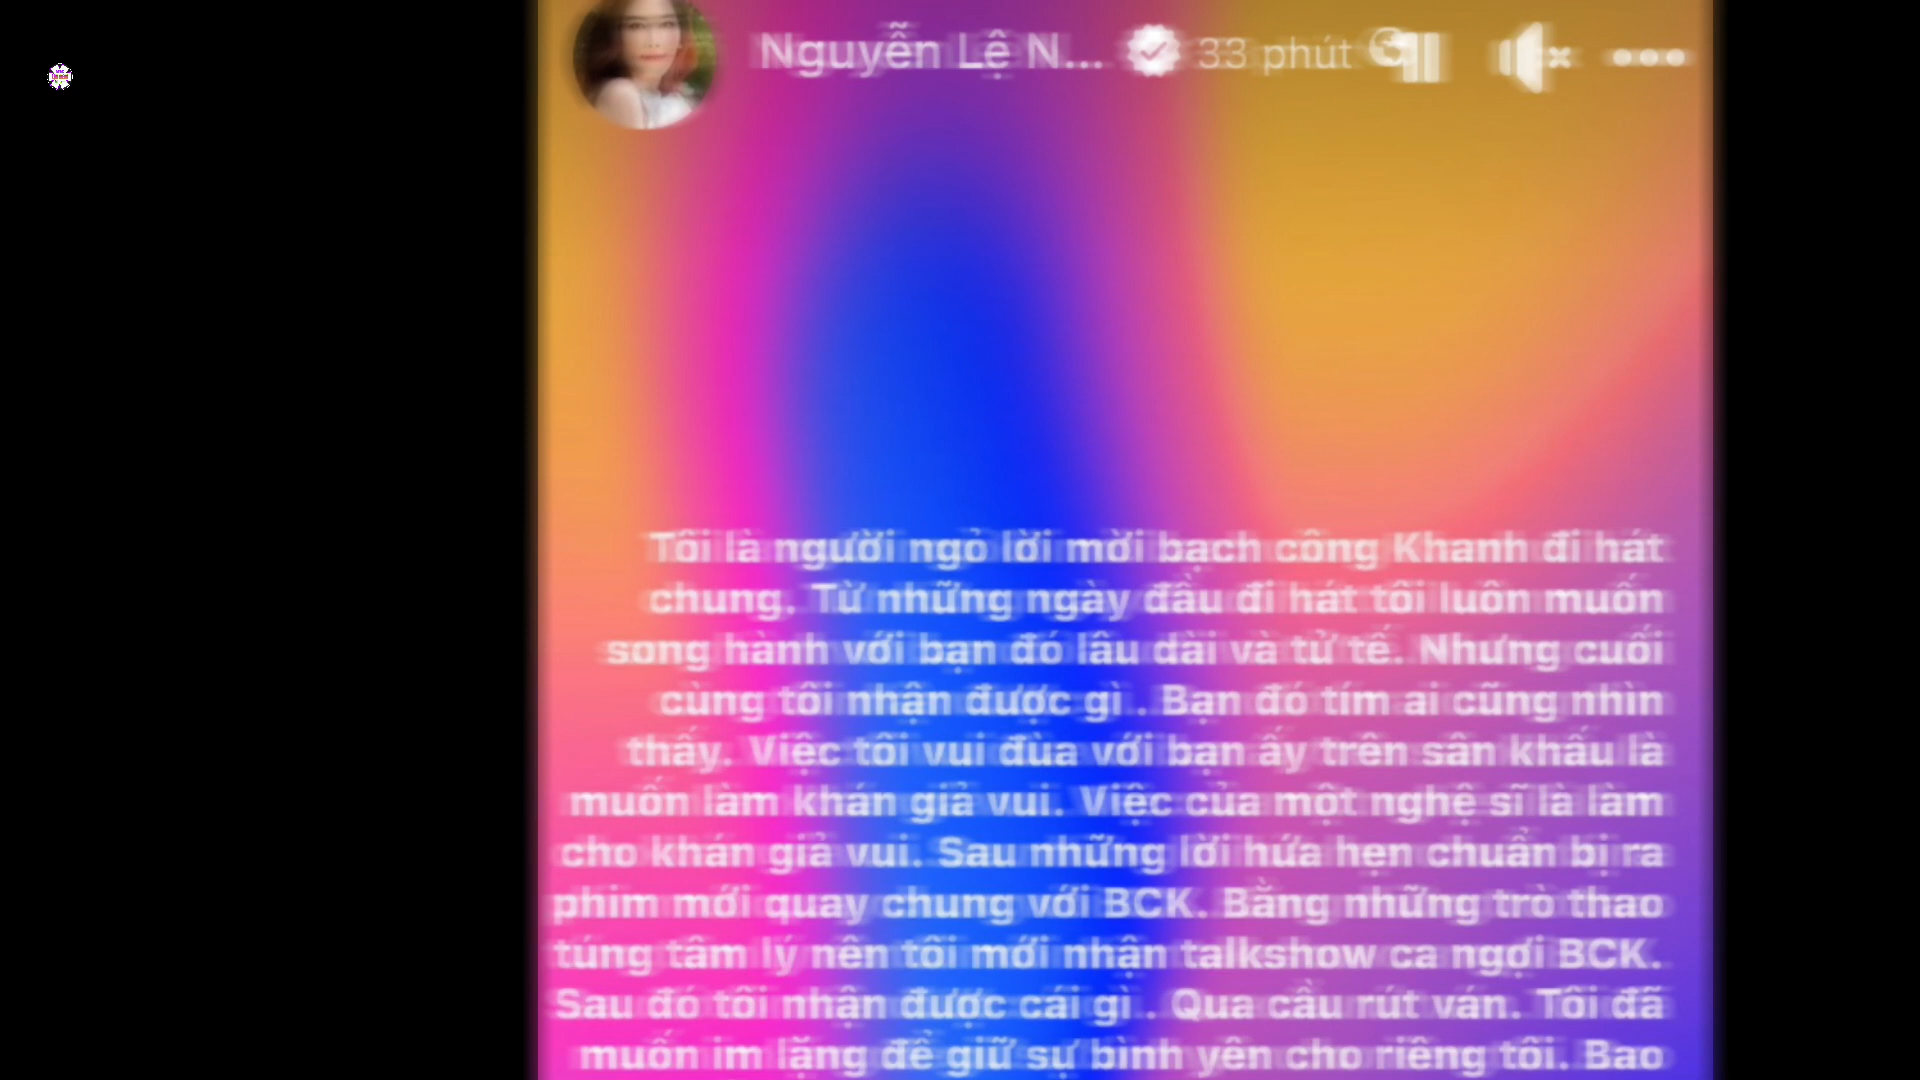 Nguyễn Lệ N... 33 phút
Tôi là người ngỏ lời mời bạch công Khanh đi hát
chung. Từ những ngày đầu đi hát tôi luôn muốn
song hành với bạn đó lâu dài và tử tế. Nhưng cuối
cùng tôi nhận được gì . Bạn đó tím ai cũng nhìn
thấy. Việc tôi vui đùa với bạn ấy trên sân khấu là
muốn làm khán giả vui. Việc của một nghệ sĩ là làm
cho khán giả vui. Sau những lời hứa hẹn chuẩn bị ra
phim mới quay chung với BCK. Bằng những trò thao
túng tâm lý nên tôi mới nhận talkshow ca ngợi BCK.
Sau đó tôi nhận được cái gì . Qua cầu rút ván. Tôi đã
muốn im lặng để giữ sự bình yên cho riêng tôi. Bao